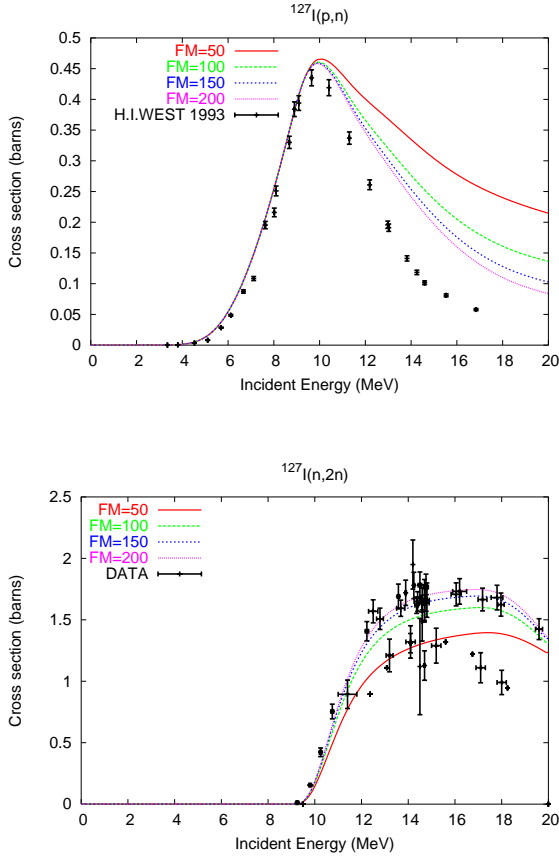 127I(p,n)
Cross section (barns)
0.5
0.45
0.4
0.35
0.3
0.25
0.2
0.15
0.1
0.05
0
FM=50
FM=100
FM=150
FM=200
H.I.WEST 1993
0 2 4 6 8 10 12 14 16 18 20
Incident Energy (MeV)
127I(n,2n)
Cross section (barns)
2.5
2
1.5
1
0.5
0
FM=50
FM=100
FM=150
FM=200
DATA
0 2 4 6 8 10 12 14 16 18 20
Incident Energy (MeV)